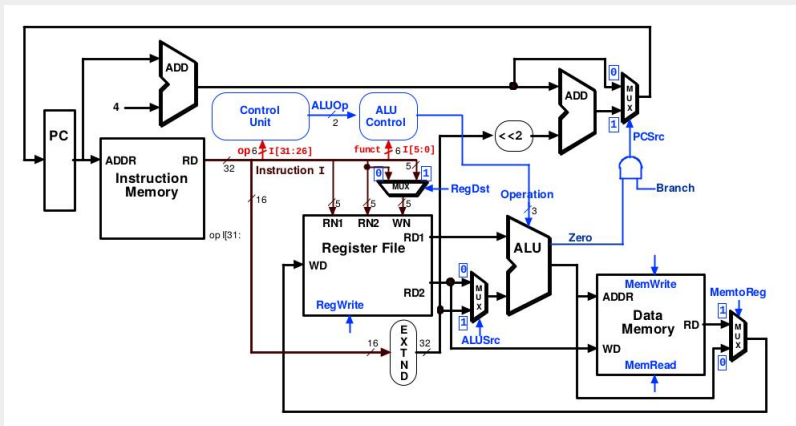 ADD
4
PC
ADDR
RD
Instruction
Memory
32
Control
Unit
ALUOp
2
ALU
Control
op
6
I[31:26]
funct
6
I[5:0]
Instruction I
5
0
MUX
1
RegDst
16
5
5
5
RN1
RN2
WN
Register File
RD1
WD
RD2
RegWrite
op I[31:
16
E
X
T
N
D
32
0
M
U
X
1
ALUSrc
Operation
3
ALU
Zero
<<2
ADD
0
M
U
X
1
PCSrc
Branch
MemWrite
ADDR
Data
Memory
RD
WD
MemRead
MemtoReg
1
M
U
X
0